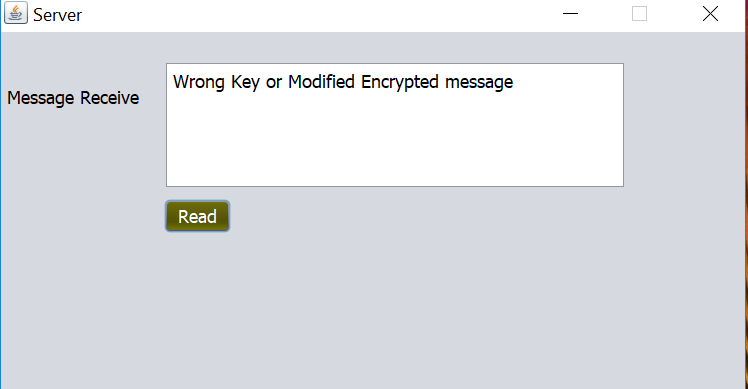 Server
Wrong Key or Modified Encrypted message
Message Receive
Read